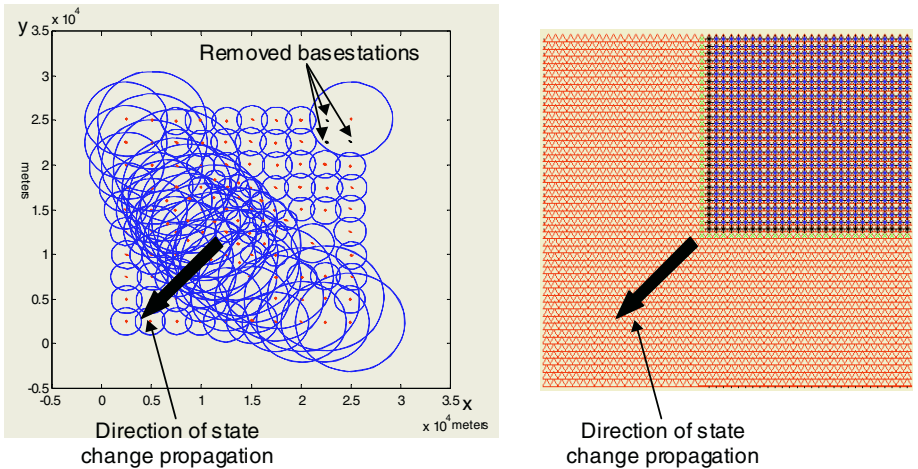 y
x 10^4
3.5
3
2.5
2
1.5
1
0.5
0
-0.5
meters
Removed basestations
-0.5 0 0.5 1 1.5 2 2.5 3 3.5
x
x 10^4 meters
Direction of state
change propagation
Direction of state
change propagation